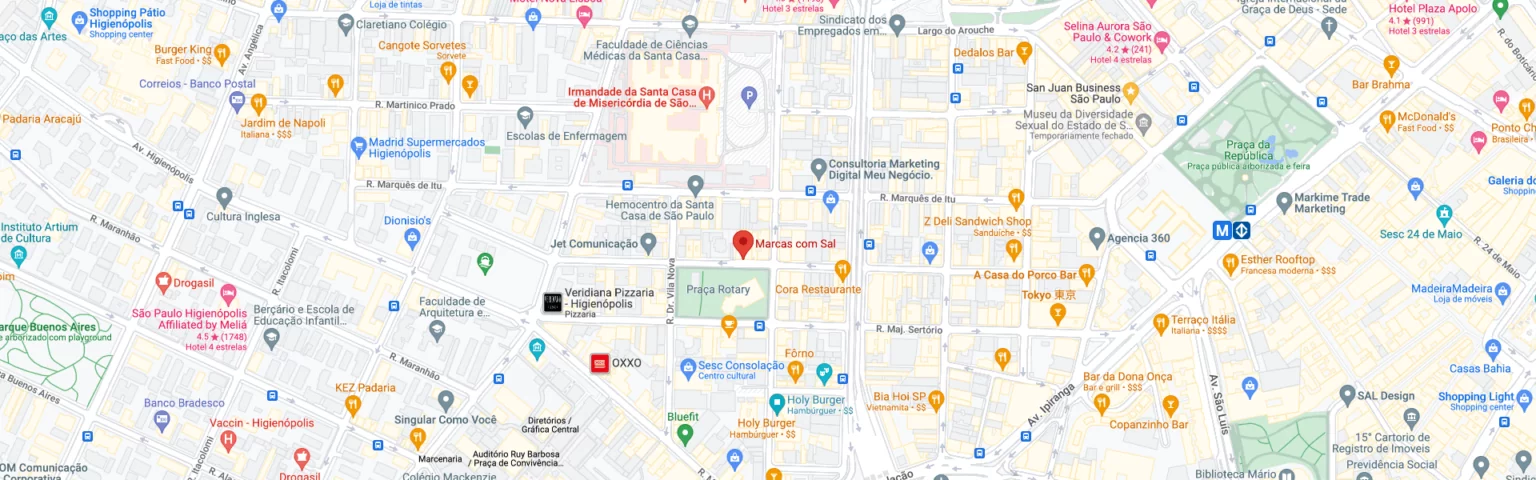 Shopping Pátio
Higienópolis
Shopping center
aço das Artes
Burger King
Fast Food • $$
Av. Angélica
Correios - Banco Postal
Padaria Aracajú
Jardim de Napoli
Italiana • $$$
Av. Higienópolis
R. Maranhão
Instituto Artium
de Cultura
Drogasil
São Paulo Higienópolis
Affiliated by Meliá
4.5 ★ (1748)
Hotel 4 estrelas
arque Buenos Aires
e arborizado com playground
Banco Bradesco
Vaccin - Higienópolis
Drogasil
Loja de tintas
Claretiano Colégio
Cangote Sorvetes
Sorvete
R. Martinico Prado
Madrid Supermercados
Higienópolis
R. Marquês de Itu
Cultura Inglesa
Dionisio's
R. Itacolomi
Berçário e Escola de
Educação Infantil...
Faculdade de
Arquitetura e...
R. Maranhão
KEZ Padaria
Singular Como Você
Marcenaria
Auditório Ruy Barbosa
/ Praça de Convivência...
Colégio Mackenzie
Diretórios /
Gráfica Central
R. Itacolomi
Motel Nova Lisboa
Faculdade de Ciências
Médicas da Santa Casa...
Irmandade da Santa Casa
de Misericórdia de São...
Escolas de Enfermagem
Hemocentro da Santa
Casa de São Paulo
Jet Comunicação
Marcas com Sal
R. Dr. Vila Nova
Praça Rotary
Veridiana Pizzaria
- Higienópolis
Pizzaria
OXXO
Cora Restaurante
Sesc Consolação
Centro cultural
Fôrno
Bluefit
Holy Burger
Hambúrguer • $$
Holy Burger
Hambúrguer • $$
Hotel 3 estrelas
Sindicato dos
Empregados em...
Largo do Arouche
Dedalos Bar
Consultoria Marketing
Digital Meu Negócio.
R. Marquês de Itu
Z Deli Sandwich Shop
Sanduíche • $$
A Casa do Porco Bar
Tokyo 東京
R. Maj. Sertório
Bia Hoi SP
Vietnamita • $$
Av. Ipiranga
Bar da Dona Onça
Bar e grill • $$$
Copanzinho Bar
Selina Aurora São
Paulo & Cowork
4.2 ★ (241)
Hotel 4 estrelas
San Juan Business
São Paulo
Museu da Diversidade
Sexual do Estado de S...
Temporariamente fechado
Agencia 360
Terraço Itália
Italiana • $$$$
Av. São Luís
Graça de Deus - Sede
Praça da
República
Praça pública arborizada e feira
Markime Trade
Marketing
Esther Rooftop
Francesa moderna • $$$
Hotel Plaza Apolo
4.1 ★ (991)
Hotel 3 estrelas
Bar Brahma
McDonald's
Fast Food • $$
Ponto Ch
Brasileira •
R. do Boticário
Galeria do
Shopping
Sesc 24 de Maio
R. 24 de Maio
MadeiraMadeira
Loja de móveis
Casas Bahia
Shopping Light
Shopping center
SAL Design
15° Cartorio de
Registro de Imoveis
Previdência Social
Biblioteca Mário
OM Comunicação
Corporativa
M
P